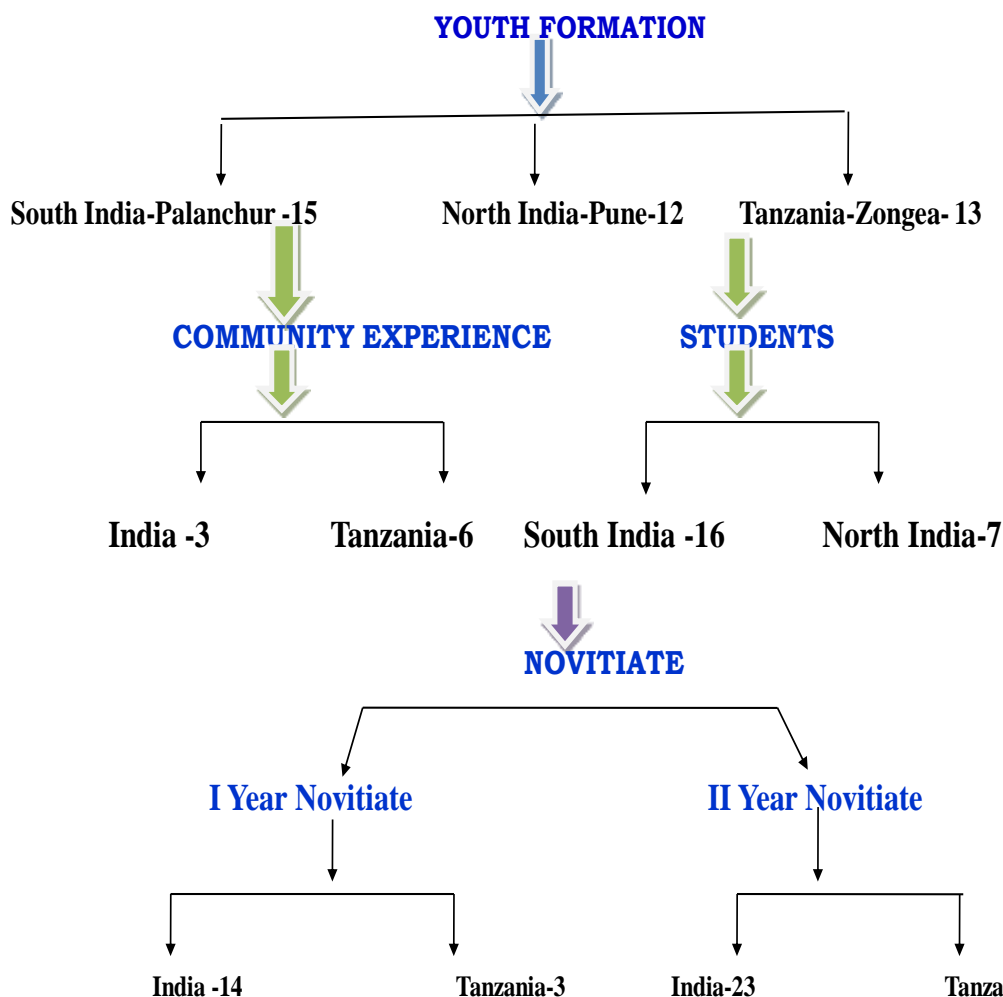 YOUTH FORMATION
South India-Palanchur -15 North India-Pune-12 Tanzania-Zongea- 13
COMMUNITY EXPERIENCE STUDENTS
India -3 Tanzania-6 South India -16 North India-7
NOVITIATE
I Year Novitiate II Year Novitiate
India -14 Tanzania-3 India-23 Tanza